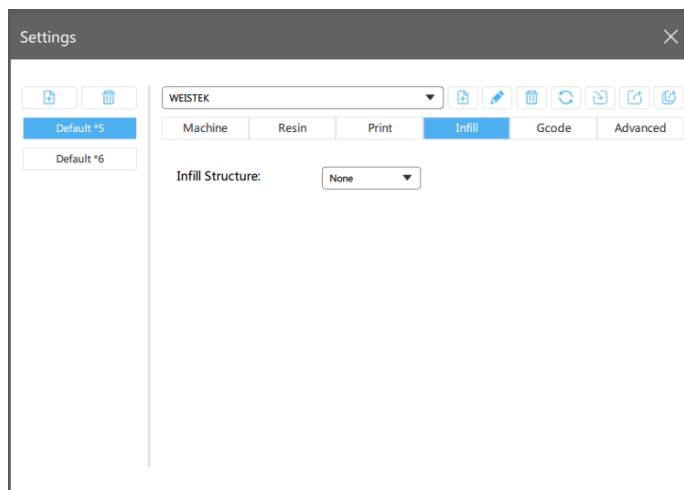 Settings
WEISTEK
Default *5
Machine Resin Print Infill Gcode Advanced
Default *6
Infill Structure: None